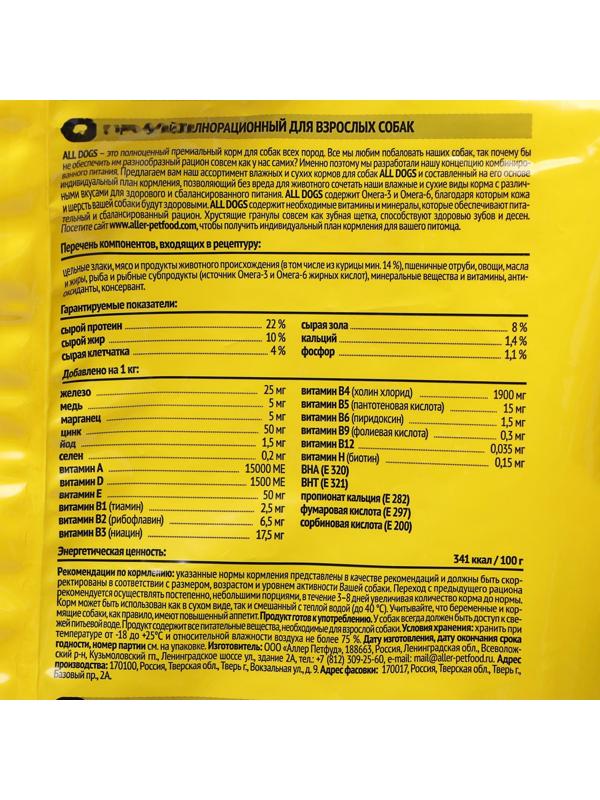 ПОЛНОРАЦИОННЫЙ ДЛЯ ВЗРОСЛЫХ СОБАК
ALL DOGS – это полноценный премиальный корм для собак всех пород. Все мы любим побаловать наших собак, так почему бы
не обеспечить им разнообразный рацион совсем как у нас самих? Именно поэтому мы разработали нашу концепцию комбиниро-
ванного питания. Предлагаем вам наш ассортимент влажных и сухих кормов для собак ALL DOGS и составленный на его основе
индивидуальный план кормления, позволяющий без вреда для животного сочетать наши влажные и сухие виды корма с различ-
ными вкусами для здорового и сбалансированного питания. ALL DOGS содержит Омега-3 и Омега-6, благодаря которым кожа
и шерсть вашей собаки будут здоровыми. ALL DOGS содержит необходимые витамины и минералы, которые обеспечивают пита-
тельный и сбалансированный рацион. Хрустящие гранулы совсем как зубная щетка, способствуют здоровью зубов и десен.
Посетите сайт www.aller-petfood.com, чтобы получить индивидуальный план кормления для вашего питомца.
Перечень компонентов, входящих в рецептуру:
цельные злаки, мясо и продукты животного происхождения (в том числе из курицы мин. 14 %), пшеничные отруби, овощи, масла
и жиры, рыба и рыбные субпродукты (источник Омега-3 и Омега-6 жирных кислот), минеральные вещества и витамины, анти-
оксиданты, консервант.
Гарантируемые показатели:
сырой протеин 22 %
сырой жир 10 %
сырая клетчатка 4 %
сырая зола 8 %
кальций 1,4 %
фосфор 1,1 %
Добавлено на 1 кг:
железо 25 мг
медь 5 мг
марганец 5 мг
цинк 50 мг
йод 1,5 мг
селен 0,2 мг
витамин A 15000 МЕ
витамин D 1500 МЕ
витамин E 50 мг
витамин B1 (тиамин) 2,5 мг
витамин B2 (рибофлавин) 6,5 мг
витамин B3 (ниацин) 17,5 мг
витамин B4 (холин хлорид) 1900 мг
витамин B5 (пантотеновая кислота) 15 мг
витамин B6 (пиридоксин) 1,5 мг
витамин B9 (фолиевая кислота) 0,3 мг
витамин B12 0,035 мг
витамин H (биотин) 0,15 мг
BHA (E 320)
BHT (E 321)
пропионат кальция (E 282)
фумаровая кислота (E 297)
сорбиновая кислота (E 200)
Энергетическая ценность: 341 ккал / 100 г
Рекомендации по кормлению: указанные нормы кормления представлены в качестве рекомендаций и должны быть скор-
ректированы в соответствии с размером, возрастом и уровнем активности Вашей собаки. Переход с предыдущего рациона
рекомендуется осуществлять постепенно, небольшими порциями, в течение 3–8 дней увеличивая количество корма до нормы.
Корм может быть использован как в сухом виде, так и смешанный с теплой водой (до 40 °C). Учитывайте, что беременные и кор-
мящие собаки, как правило, имеют повышенный аппетит. Продукт готов к употреблению. У собак всегда должен быть доступ к све-
жей питьевой воде. Продукт содержит все питательные вещества, необходимые для взрослой собаки. Условия хранения: хранить при
температуре от -18 до +25°C и относительной влажности воздуха не более 75 %. Дата изготовления, дата окончания срока
годности, номер партии см. на упаковке. Изготовитель: ООО «Аллер Петфуд», 188663, Россия, Ленинградская обл., Всеволож-
ский р-н, Кузьмоловский гп., Ленинградское шоссе ул., здание 2А, тел.: +7 (812) 309-25-60, e-mail: mail@aller-petfood.ru. Адрес
производства: 170100, Россия, Тверская обл., Тверь г., Вокзальная ул., д. 9. Адрес фасовки: 170017, Россия, Тверская обл., Тверь г.,
Базовый пр., 2А.